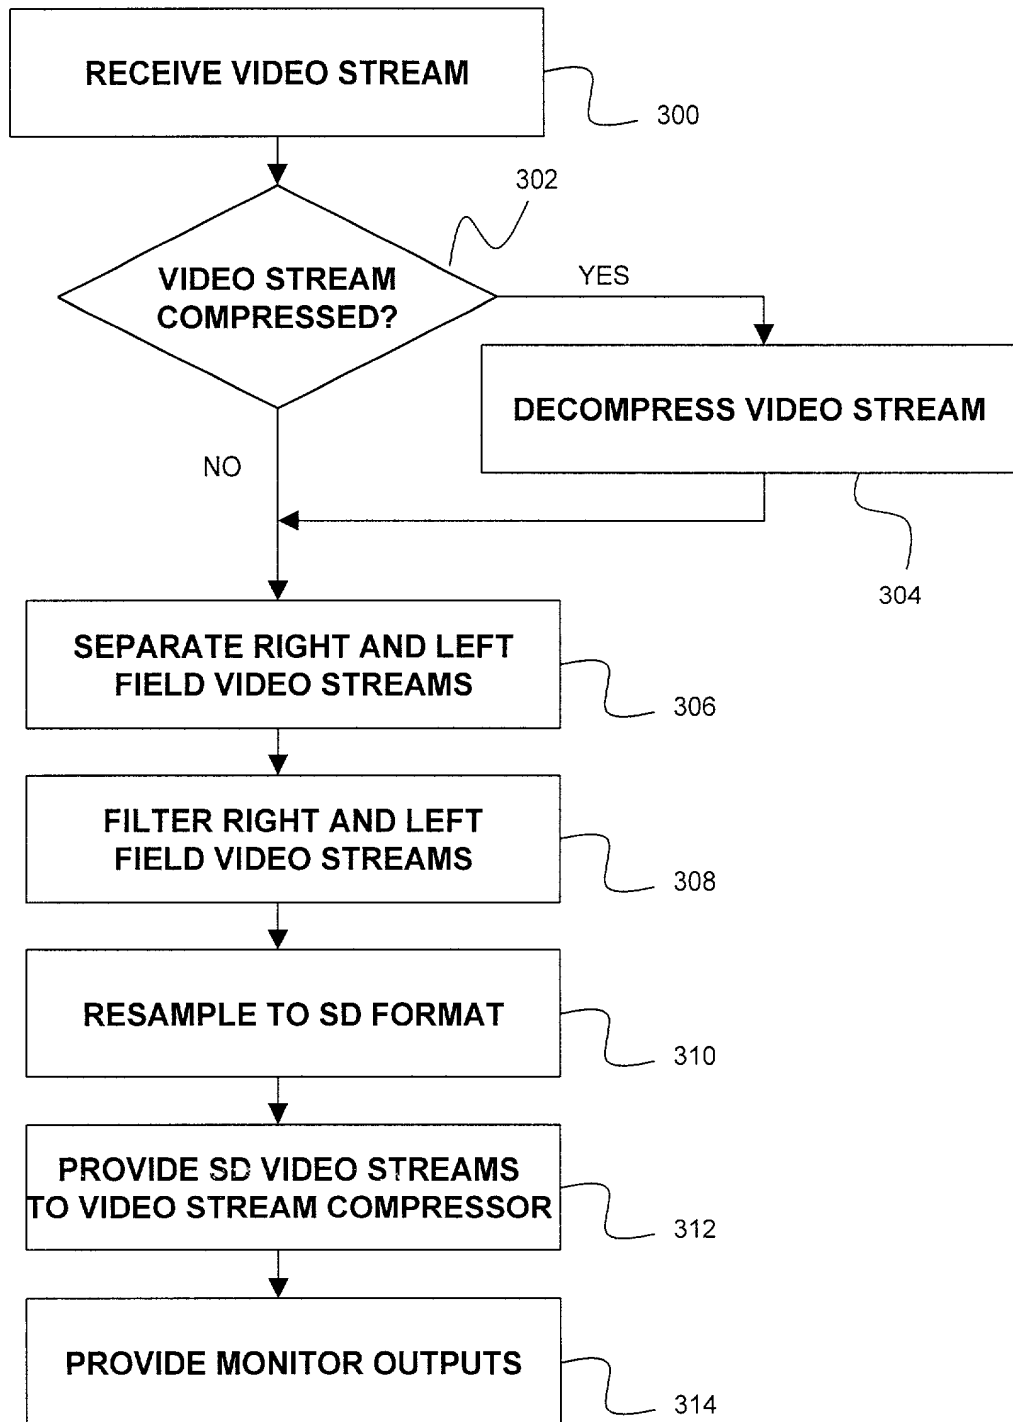 RECEIVE VIDEO STREAM
300
302
VIDEO STREAM
COMPRESSED?
YES
DECOMPRESS VIDEO STREAM
NO
304
SEPARATE RIGHT AND LEFT
FIELD VIDEO STREAMS
306
FILTER RIGHT AND LEFT
FIELD VIDEO STREAMS
308
RESAMPLE TO SD FORMAT
310
PROVIDE SD VIDEO STREAMS
TO VIDEO STREAM COMPRESSOR
312
PROVIDE MONITOR OUTPUTS
314